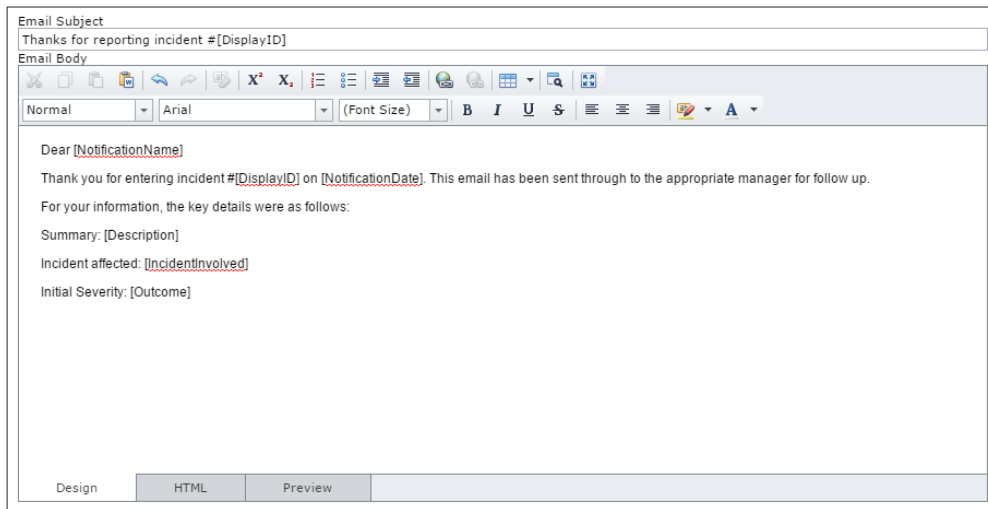 Email Subject
Thanks for reporting incident #[DisplayID]
Email Body
Normal Arial (Font Size) B I U S A
Dear [NotificationName]
Thank you for entering incident #[DisplayID] on [NotificationDate]. This email has been sent through to the appropriate manager for follow up.
For your information, the key details were as follows:
Summary: [Description]
Incident affected: [IncidentInvolved]
Initial Severity: [Outcome]
Design HTML Preview